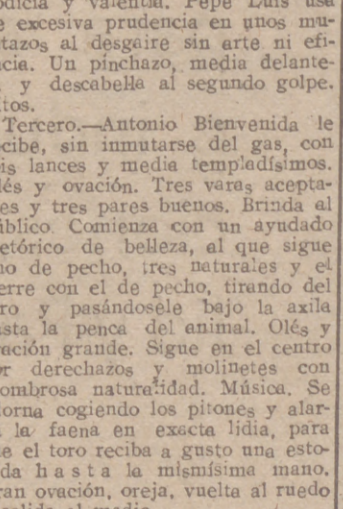 odicia y valentía. Pepe Luis usa
e excesiva prudencia en unos mu-
tazos al desgaire sin arte ni efi-
cia. Un pinchazo, media delante-
y descabella al segundo golpe.
itos.
Tercero.—Antonio Bienvenida le
cibe, sin inmutarse del gas, con
is lances y media templadísimos.
lés y ovación. Tres varas acepta-
es y tres pares buenos. Brinda al
úblico. Comienza con un ayudado
etórico de belleza, al que sigue
no de pecho, tres naturales y el
erre con el de pecho, tirando del
ro y pasándosele bajo la axila
asta la penca del animal. Olés y
ación grande. Sigue en el centro
or derechazos y molinetes con
ombrosa naturalidad. Música. Se
orna cogiendo los pitones y alar-
a la faena en exacta lidia, para
e el toro reciba a gusto una esto-
da hasta la mismísima mano.
ran ovación, oreja, vuelta al ruedo